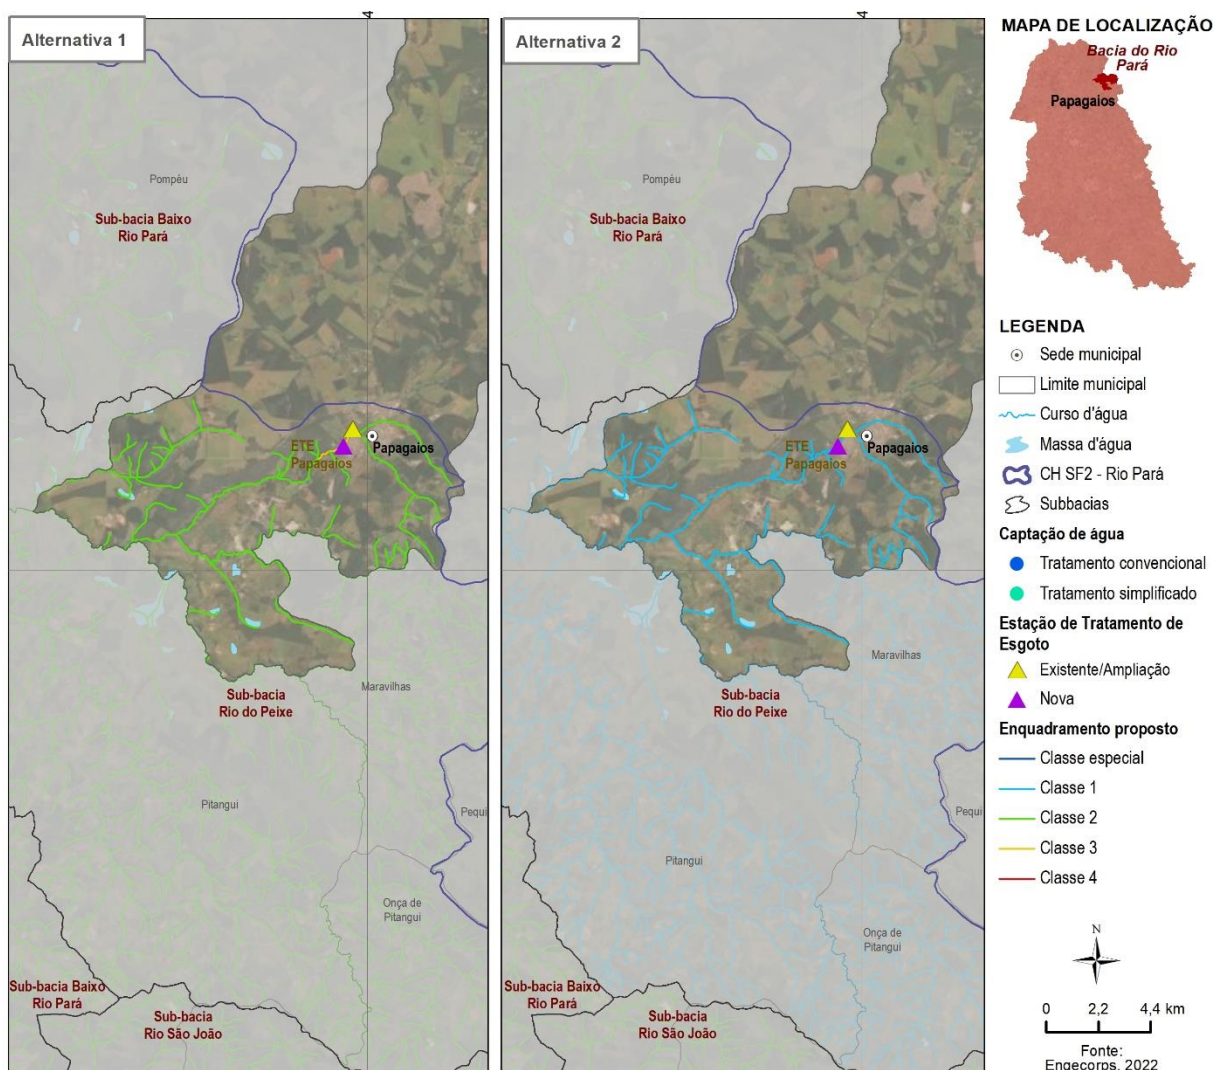 Alternativa 1
4
Pompéu
Sub-bacia Baixo
Rio Pará
ETE
Papagaios
Papagaios
Sub-bacia
Rio do Peixe
Maravilhas
Pitangui
Pequi
Onça de
Pitangui
Sub-bacia Baixo
Rio Pará
Sub-bacia
Rio São João
Alternativa 2
4
Pompéu
Sub-bacia Baixo
Rio Pará
ETE
Papagaios
Papagaios
Maravilhas
Sub-bacia
Rio do Peixe
Pequi
Pitangui
Onça de
Pitangui
Sub-bacia Baixo
Rio Pará
Sub-bacia
Rio São João
MAPA DE LOCALIZAÇÃO
Bacia do Rio
Pará
Papagaios
LEGENDA
Sede municipal
Limite municipal
Curso d'água
Massa d'água
CH SF2 - Rio Pará
Subbacias
Captação de água
Tratamento convencional
Tratamento simplificado
Estação de Tratamento de
Esgoto
Existente/Ampliação
Nova
Enquadramento proposto
Classe especial
Classe 1
Classe 2
Classe 3
Classe 4
N
0 2,2 4,4 km
Fonte:
Engecorps, 2022